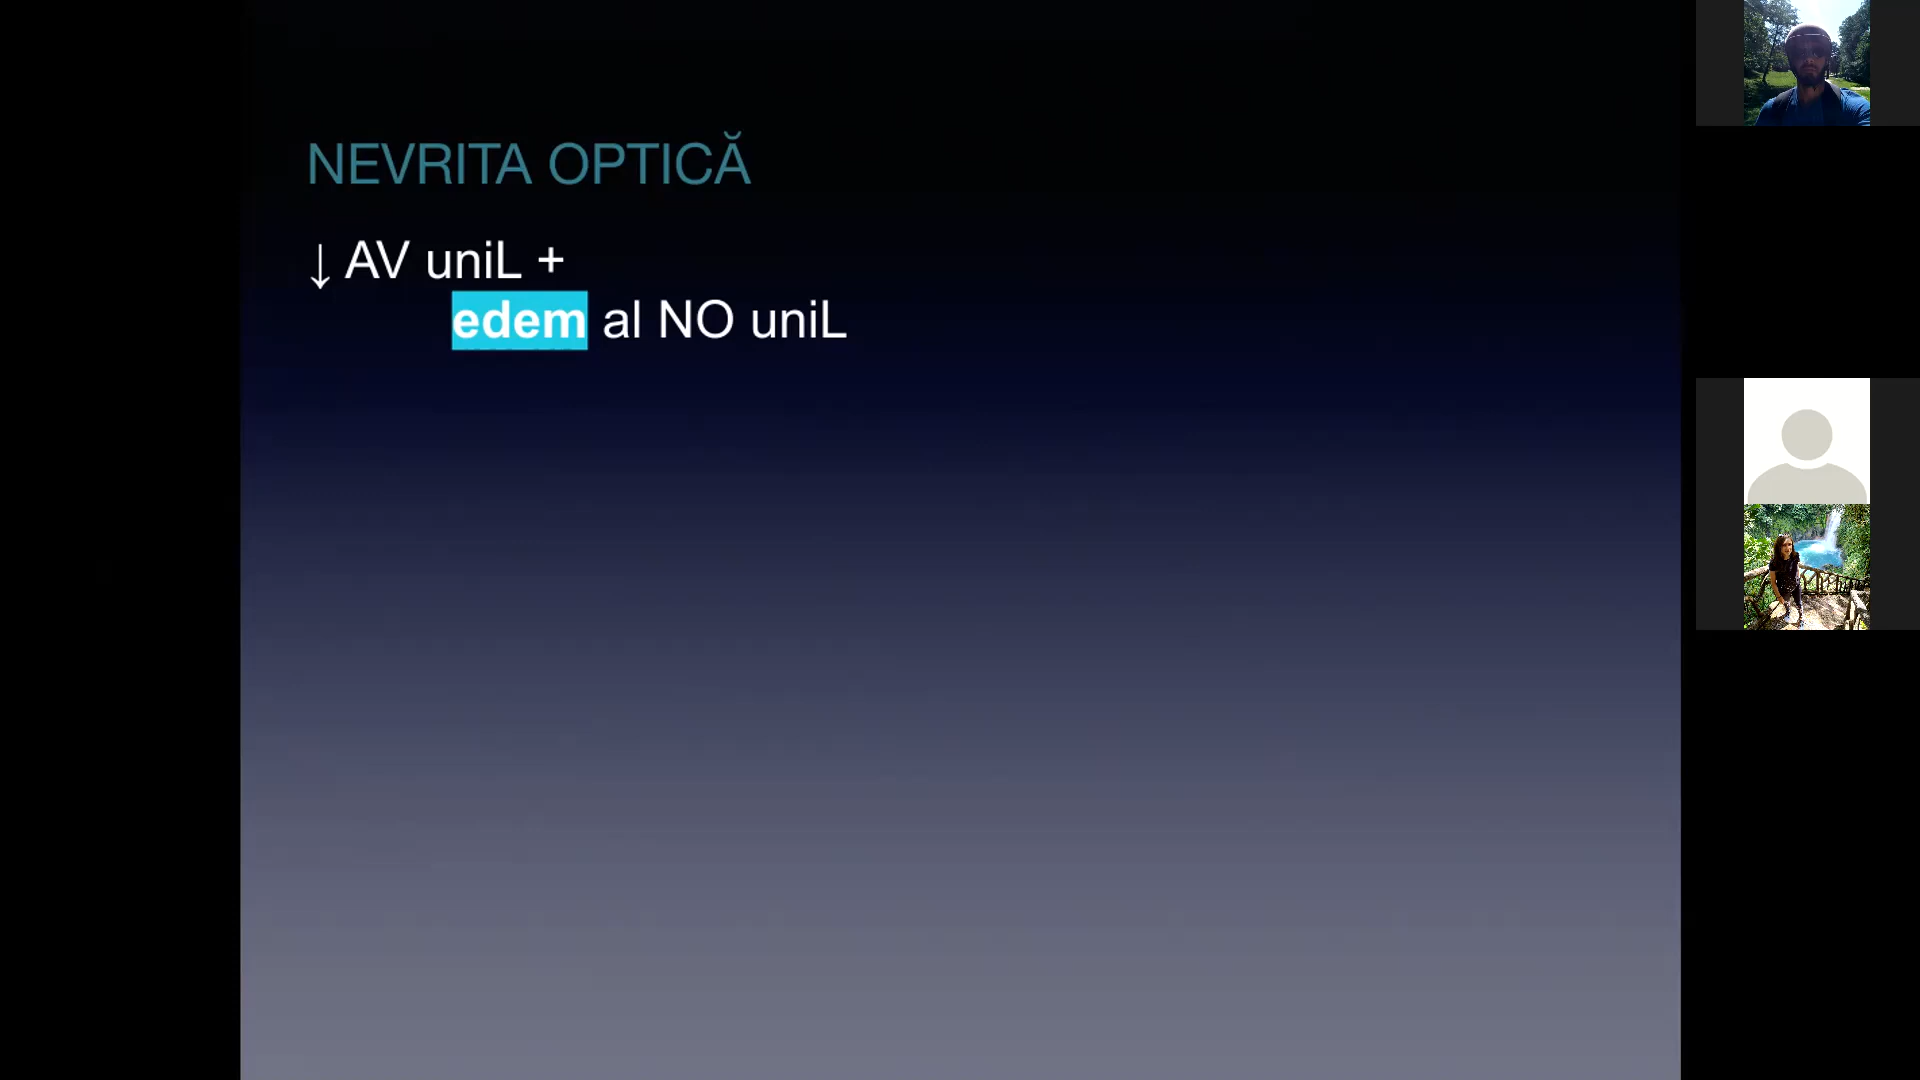 NEVRITA OPTICĂ
↓ AV uniL +
edem al NO uniL